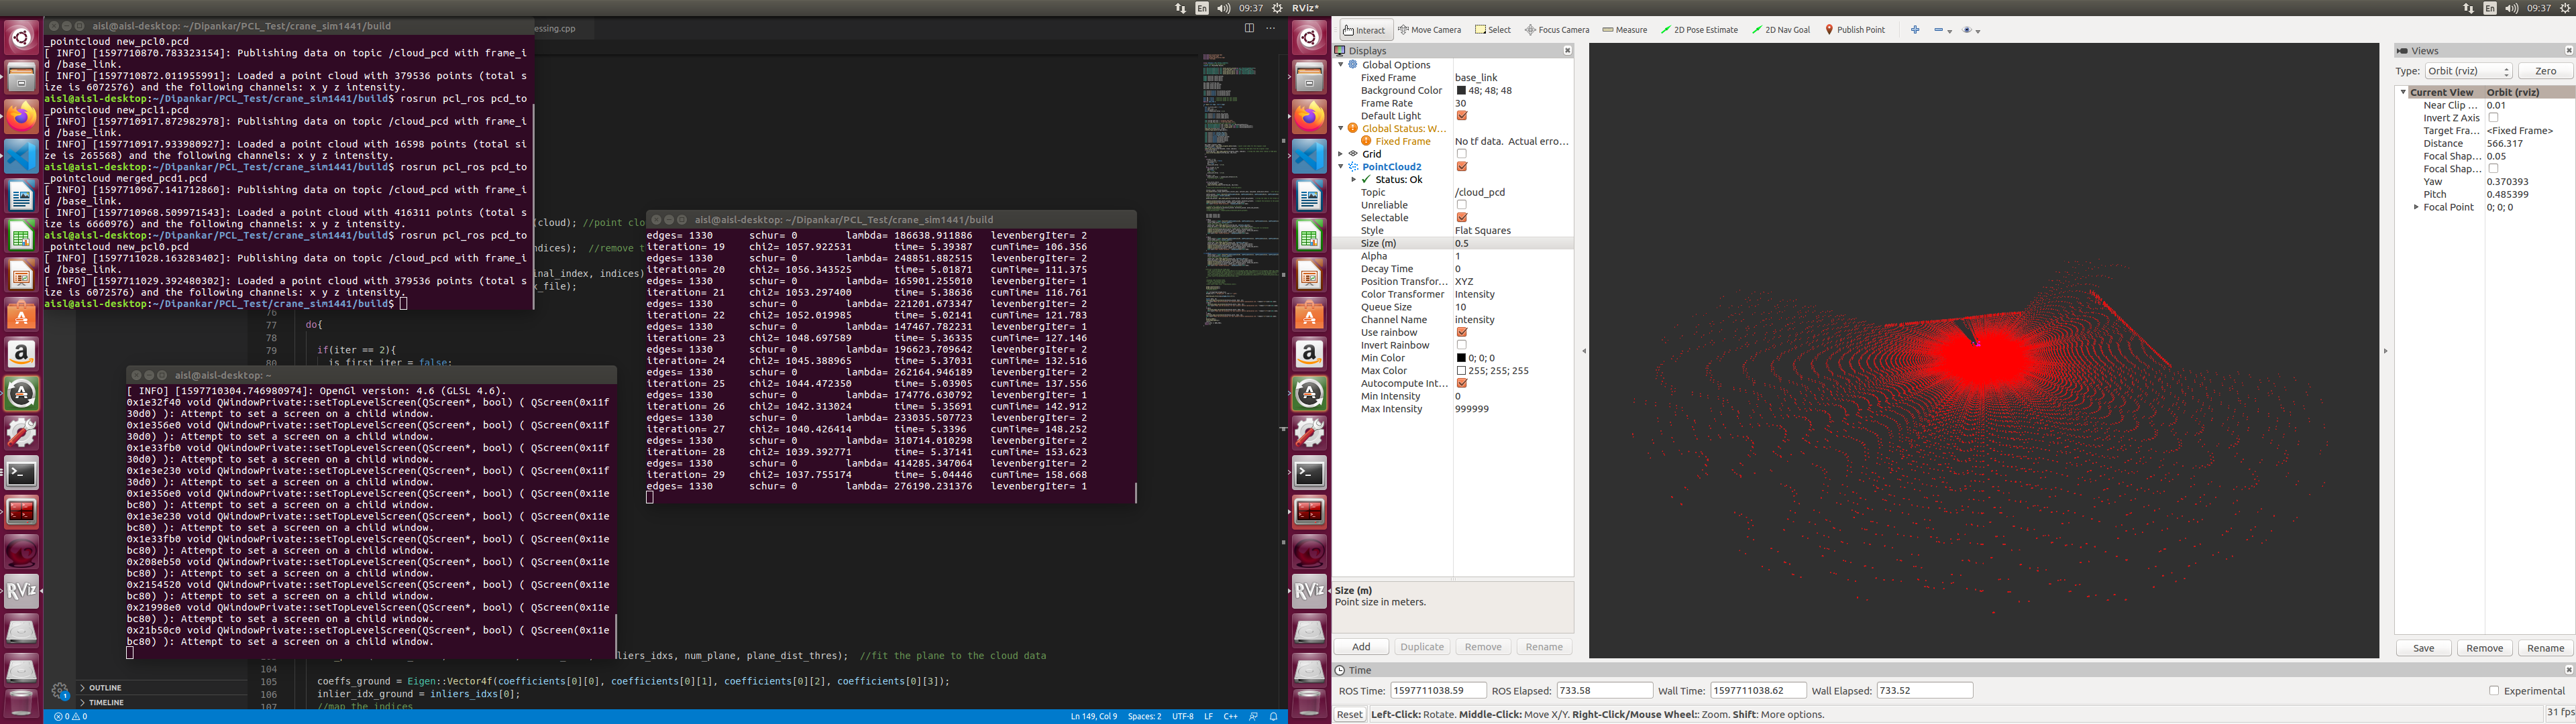 En
09:37
RViz*
En
09:37
aisl@aisl-desktop: ~/Dipankar/PCL_Test/crane_sim1441/build
essing.cpp
_pointcloud new_pcl0.pcd
[ INFO] [1597710870.783323154]: Publishing data on topic /cloud_pcd with frame_i
d /base_link.
[ INFO] [1597710872.011955991]: Loaded a point cloud with 379536 points (total s
ize is 6072576) and the following channels: x y z intensity.
aisl@aisl-desktop:~/Dipankar/PCL_Test/crane_sim1441/build$ rosrun pcl_ros pcd_to
_pointcloud new_pcl1.pcd
[ INFO] [1597710917.872982978]: Publishing data on topic /cloud_pcd with frame_i
d /base_link.
[ INFO] [1597710917.933980927]: Loaded a point cloud with 16598 points (total si
ze is 265568) and the following channels: x y z intensity.
aisl@aisl-desktop:~/Dipankar/PCL_Test/crane_sim1441/build$ rosrun pcl_ros pcd_to
_pointcloud merged_pcd1.pcd
[ INFO] [1597710967.141712860]: Publishing data on topic /cloud_pcd with frame_i
d /base_link.
[ INFO] [1597710968.509971543]: Loaded a point cloud with 416311 points (total s
ize is 6660976) and the following channels: x y z intensity.
aisl@aisl-desktop:~/Dipankar/PCL_Test/crane_sim1441/build$ rosrun pcl_ros pcd_to
_pointcloud new_pcl0.pcd
[ INFO] [1597711028.163283402]: Publishing data on topic /cloud_pcd with frame_i
d /base_link.
[ INFO] [1597711029.392480302]: Loaded a point cloud with 379536 points (total s
ize is 6072576) and the following channels: x y z intensity.
aisl@aisl-desktop:~/Dipankar/PCL_Test/crane_sim1441/build$
(cloud); //point clo
ndices);  //remove t
inal_index, indices)
x_file);
76
77 do{
78
79 if(iter == 2){
80 is_first_iter = false;
aisl@aisl-desktop: ~
[ INFO] [1597710304.746980974]: OpenGl version: 4.6 (GLSL 4.6).
0x1e32f40 void QWindowPrivate::setTopLevelScreen(QScreen*, bool) ( QScreen(0x11f
30d0) ): Attempt to set a screen on a child window.
0x1e356e0 void QWindowPrivate::setTopLevelScreen(QScreen*, bool) ( QScreen(0x11f
30d0) ): Attempt to set a screen on a child window.
0x1e33fb0 void QWindowPrivate::setTopLevelScreen(QScreen*, bool) ( QScreen(0x11f
30d0) ): Attempt to set a screen on a child window.
0x1e3e230 void QWindowPrivate::setTopLevelScreen(QScreen*, bool) ( QScreen(0x11f
30d0) ): Attempt to set a screen on a child window.
0x1e356e0 void QWindowPrivate::setTopLevelScreen(QScreen*, bool) ( QScreen(0x11e
bc80) ): Attempt to set a screen on a child window.
0x1e3e230 void QWindowPrivate::setTopLevelScreen(QScreen*, bool) ( QScreen(0x11e
bc80) ): Attempt to set a screen on a child window.
0x1e33fb0 void QWindowPrivate::setTopLevelScreen(QScreen*, bool) ( QScreen(0x11e
bc80) ): Attempt to set a screen on a child window.
0x208eb50 void QWindowPrivate::setTopLevelScreen(QScreen*, bool) ( QScreen(0x11e
bc80) ): Attempt to set a screen on a child window.
0x2154520 void QWindowPrivate::setTopLevelScreen(QScreen*, bool) ( QScreen(0x11e
bc80) ): Attempt to set a screen on a child window.
0x21998e0 void QWindowPrivate::setTopLevelScreen(QScreen*, bool) ( QScreen(0x11e
bc80) ): Attempt to set a screen on a child window.
0x21b50c0 void QWindowPrivate::setTopLevelScreen(QScreen*, bool) ( QScreen(0x11e
bc80) ): Attempt to set a screen on a child window.
aisl@aisl-desktop: ~/Dipankar/PCL_Test/crane_sim1441/build
edges= 1330 schur= 0 lambda= 186638.911886 levenbergIter= 2
iteration= 19 chi2= 1057.922531 time= 5.39387 cumTime= 106.356
edges= 1330 schur= 0 lambda= 248851.882515 levenbergIter= 2
iteration= 20 chi2= 1056.343525 time= 5.01871 cumTime= 111.375
edges= 1330 schur= 0 lambda= 165901.255010 levenbergIter= 1
iteration= 21 chi2= 1053.297400 time= 5.38636 cumTime= 116.761
edges= 1330 schur= 0 lambda= 221201.673347 levenbergIter= 2
iteration= 22 chi2= 1052.019985 time= 5.02141 cumTime= 121.783
edges= 1330 schur= 0 lambda= 147467.782231 levenbergIter= 1
iteration= 23 chi2= 1048.697589 time= 5.36335 cumTime= 127.146
edges= 1330 schur= 0 lambda= 196623.709642 levenbergIter= 2
iteration= 24 chi2= 1045.388965 time= 5.37031 cumTime= 132.516
edges= 1330 schur= 0 lambda= 262164.946189 levenbergIter= 2
iteration= 25 chi2= 1044.472350 time= 5.03905 cumTime= 137.556
edges= 1330 schur= 0 lambda= 174776.630792 levenbergIter= 1
iteration= 26 chi2= 1042.313024 time= 5.35691 cumTime= 142.912
edges= 1330 schur= 0 lambda= 233035.507723 levenbergIter= 2
iteration= 27 chi2= 1040.426414 time= 5.3396 cumTime= 148.252
edges= 1330 schur= 0 lambda= 310714.010298 levenbergIter= 2
iteration= 28 chi2= 1039.392771 time= 5.37141 cumTime= 153.623
edges= 1330 schur= 0 lambda= 414285.347064 levenbergIter= 2
iteration= 29 chi2= 1037.755174 time= 5.04446 cumTime= 158.668
edges= 1330 schur= 0 lambda= 276190.231376 levenbergIter= 1
liers_idxs, num_plane, plane_dist_thres);  //fit the plane to the cloud data
104
105 coeffs_ground = Eigen::Vector4f(coefficients[0][0], coefficients[0][1], coefficients[0][2], coefficients[0][3]);
106 inlier_idx_ground = inliers_idxs[0];
107 //map the indices
OUTLINE
TIMELINE
0 0
Ln 149, Col 9 Spaces: 2 UTF-8 LF C++
Interact Move Camera Select Focus Camera Measure 2D Pose Estimate 2D Nav Goal Publish Point
Displays
Global Options
Fixed Frame base_link
Background Color 48; 48; 48
Frame Rate 30
Default Light
Global Status: W...
Fixed Frame No tf data. Actual erro...
Grid
PointCloud2
Status: Ok
Topic /cloud_pcd
Unreliable
Selectable
Style Flat Squares
Size (m) 0.5
Alpha 1
Decay Time 0
Position Transfor... XYZ
Color Transformer Intensity
Queue Size 10
Channel Name intensity
Use rainbow
Invert Rainbow
Min Color 0; 0; 0
Max Color 255; 255; 255
Autocompute Int...
Min Intensity 0
Max Intensity 999999
Size (m)
Point size in meters.
Add Duplicate Remove Rename
Views
Type: Orbit (rviz) Zero
Current View Orbit (rviz)
Near Clip ... 0.01
Invert Z Axis
Target Fra... <Fixed Frame>
Distance 566.317
Focal Shap... 0.05
Focal Shap...
Yaw 0.370393
Pitch 0.485399
Focal Point 0; 0; 0
Save Remove Rename
Time
ROS Time: 1597711038.59 ROS Elapsed: 733.58 Wall Time: 1597711038.62 Wall Elapsed: 733.52 Experimental
Reset Left-Click: Rotate. Middle-Click: Move X/Y. Right-Click/Mouse Wheel:: Zoom. Shift: More options. 31 fps